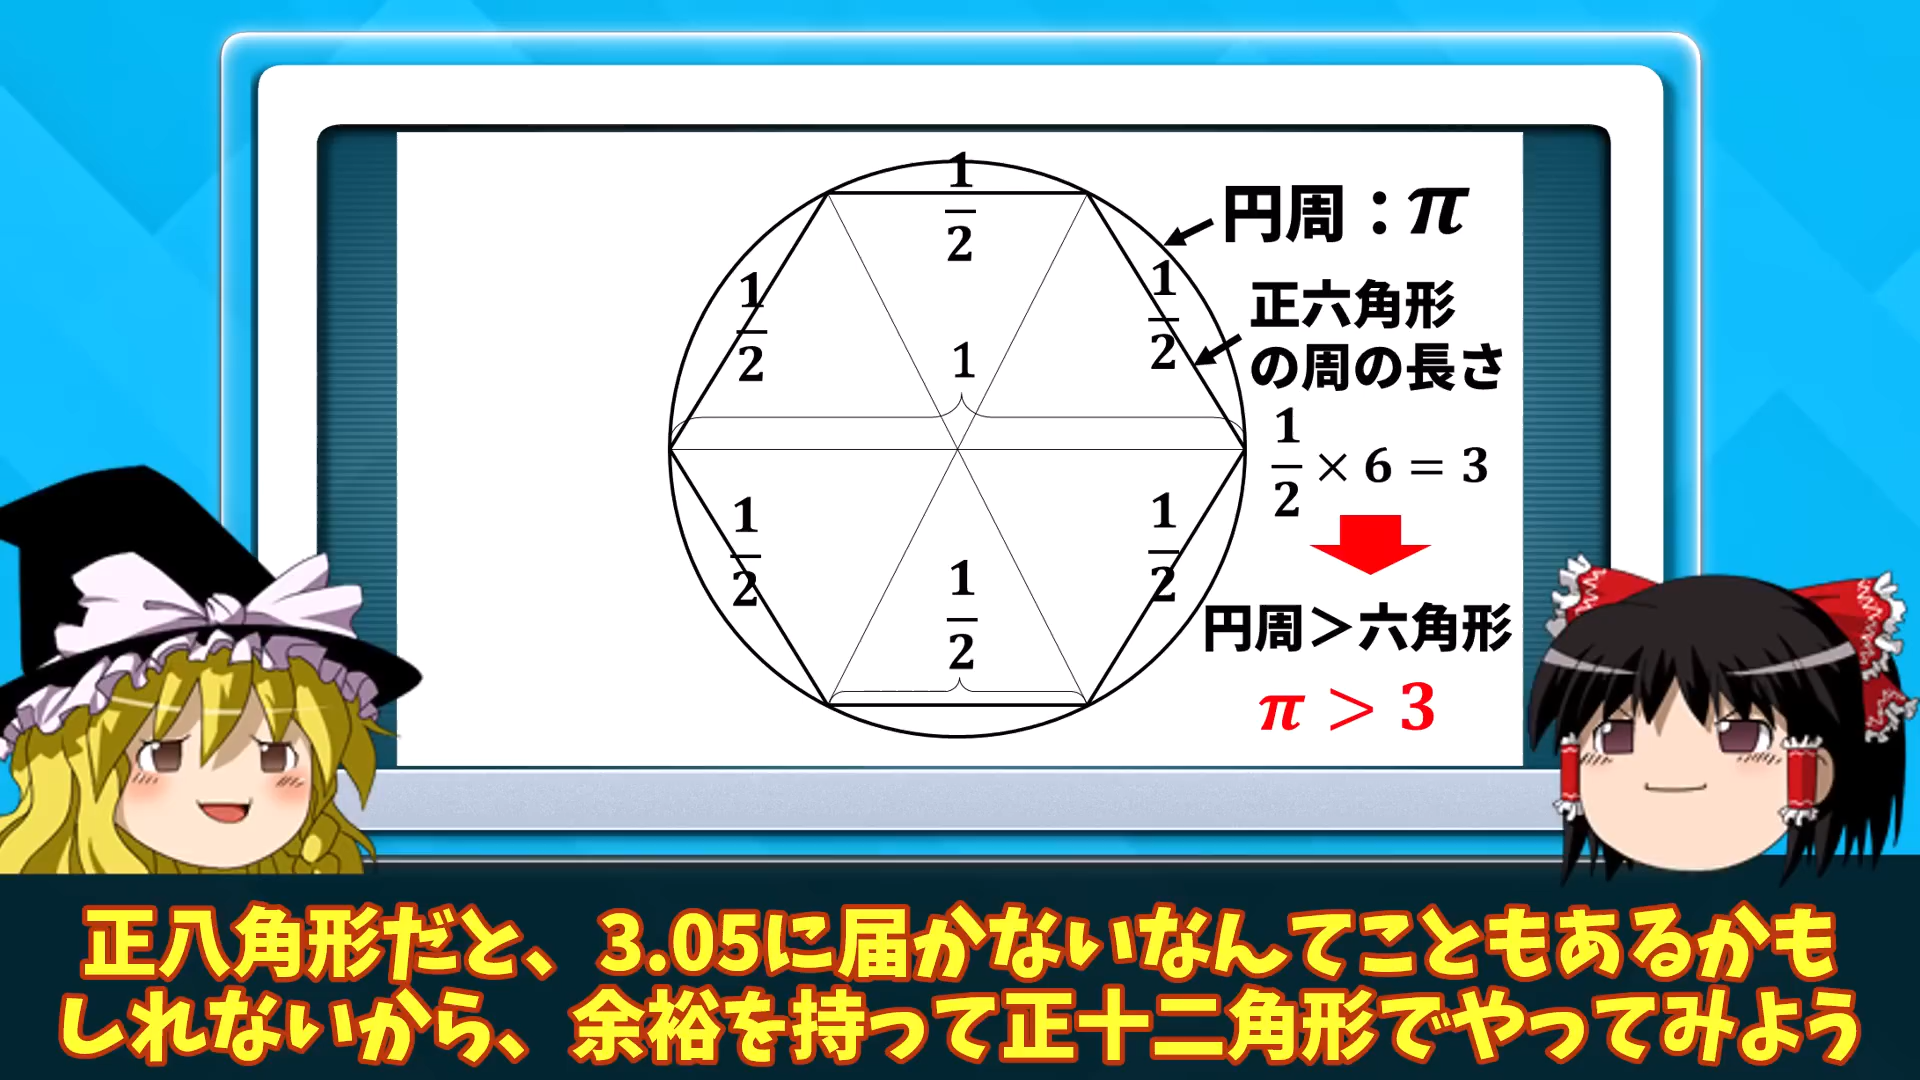 1/2
1/2
1/2
1
1/2
1/2
1/2
円周：π
正六角形
の周の長さ
1/2 × 6 = 3
円周＞六角形
π > 3
正八角形だと、3.05に届かないなんてこともあるかも
しれないから、余裕を持って正十二角形でやってみよう